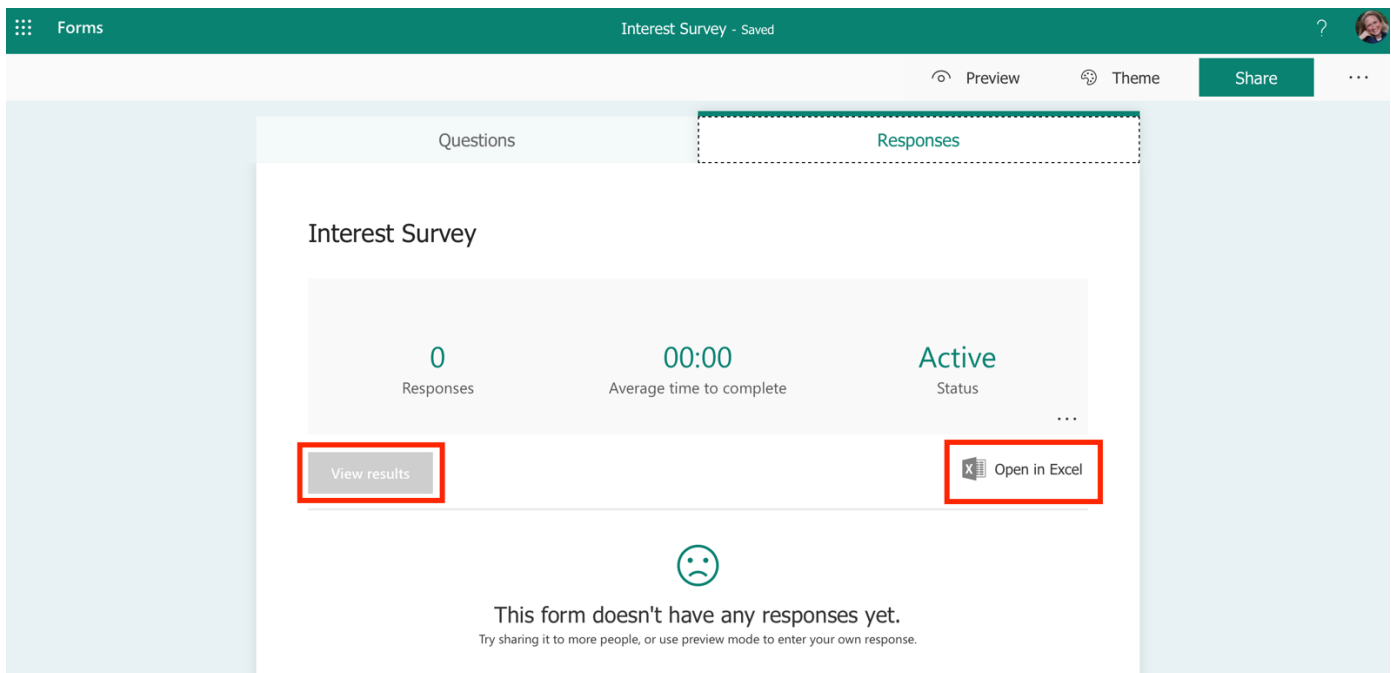 Forms
Interest Survey - Saved
?
Preview
Theme
Share
...
Questions
Responses
Interest Survey
0
00:00
Active
Responses
Average time to complete
Status
...
View results
Open in Excel
This form doesn't have any responses yet.
Try sharing it to more people, or use preview mode to enter your own response.